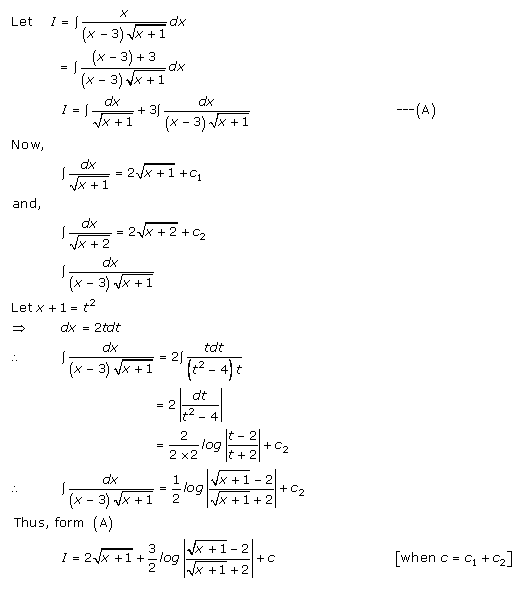 Let I = ∫ x / ((x − 3) √(x + 1)) dx
= ∫ ((x − 3) + 3) / ((x − 3) √(x + 1)) dx
I = ∫ dx / √(x + 1) + 3∫ dx / ((x − 3) √(x + 1)) ---(A)
Now,
∫ dx / √(x + 1) = 2√(x + 1) + c₁
and,
∫ dx / √(x + 2) = 2√(x + 2) + c₂
∫ dx / ((x − 3) √(x + 1))
Let x + 1 = t²
⇒ dx = 2tdt
∴ ∫ dx / ((x − 3) √(x + 1)) = 2∫ tdt / ((t² − 4) t)
= 2 |dt / (t² − 4)|
= 2 / (2 × 2) log |(t − 2) / (t + 2)| + c₂
∴ ∫ dx / ((x − 3) √(x + 1)) = 1/2 log |(√(x + 1) − 2) / (√(x + 1) + 2)| + c₂
Thus, form (A)
I = 2√(x + 1) + 3/2 log |(√(x + 1) − 2) / (√(x + 1) + 2)| + c [when c = c₁ + c₂]